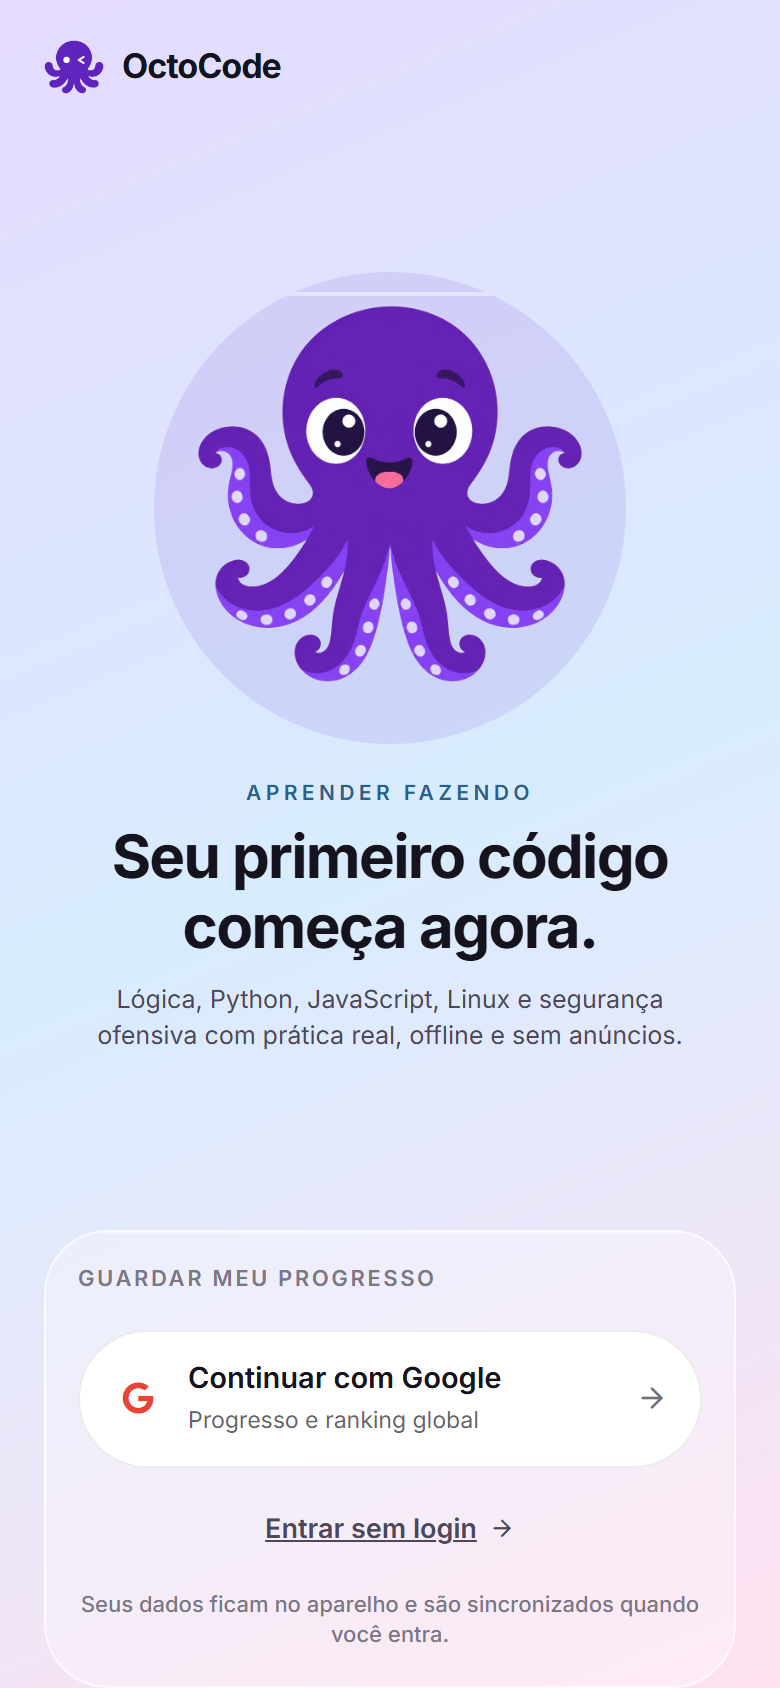 OctoCode
APRENDER FAZENDO
Seu primeiro código
começa agora.
Lógica, Python, JavaScript, Linux e segurança
ofensiva com prática real, offline e sem anúncios.
GUARDAR MEU PROGRESSO
G
Continuar com Google
Progresso e ranking global
Entrar sem login
Seus dados ficam no aparelho e são sincronizados quando
você entra.